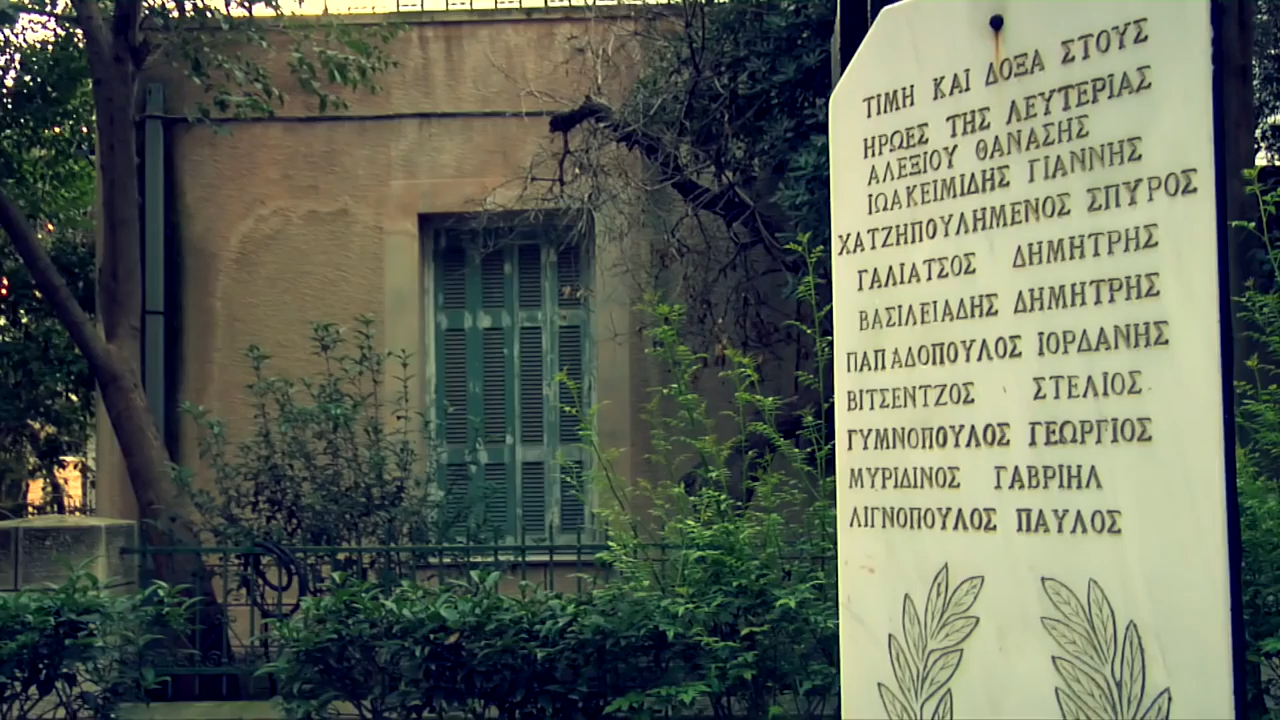 ΤΙΜΗ ΚΑΙ ΔΟΞΑ ΣΤΟΥΣ
ΗΡΩΕΣ ΤΗΣ ΛΕΥΤΕΡΙΑΣ
ΑΛΕΞΙΟΥ ΘΑΝΑΣΗΣ
ΙΩΑΚΕΙΜΙΔΗΣ ΓΙΑΝΝΗΣ
ΧΑΤΖΗΠΟΥΛΗΜΕΝΟΣ ΣΠΥΡΟΣ
ΓΑΛΙΑΤΣΟΣ ΔΗΜΗΤΡΗΣ
ΒΑΣΙΛΕΙΑΔΗΣ ΔΗΜΗΤΡΗΣ
ΠΑΠΑΔΟΠΟΥΛΟΣ ΙΟΡΔΑΝΗΣ
ΒΙΤΣΕΝΤΖΟΣ ΣΤΕΛΙΟΣ
ΓΥΜΝΟΠΟΥΛΟΣ ΓΕΩΡΓΙΟΣ
ΜΥΡΙΔΙΝΟΣ ΓΑΒΡΙΗΛ
ΛΙΓΝΟΠΟΥΛΟΣ ΠΑΥΛΟΣ